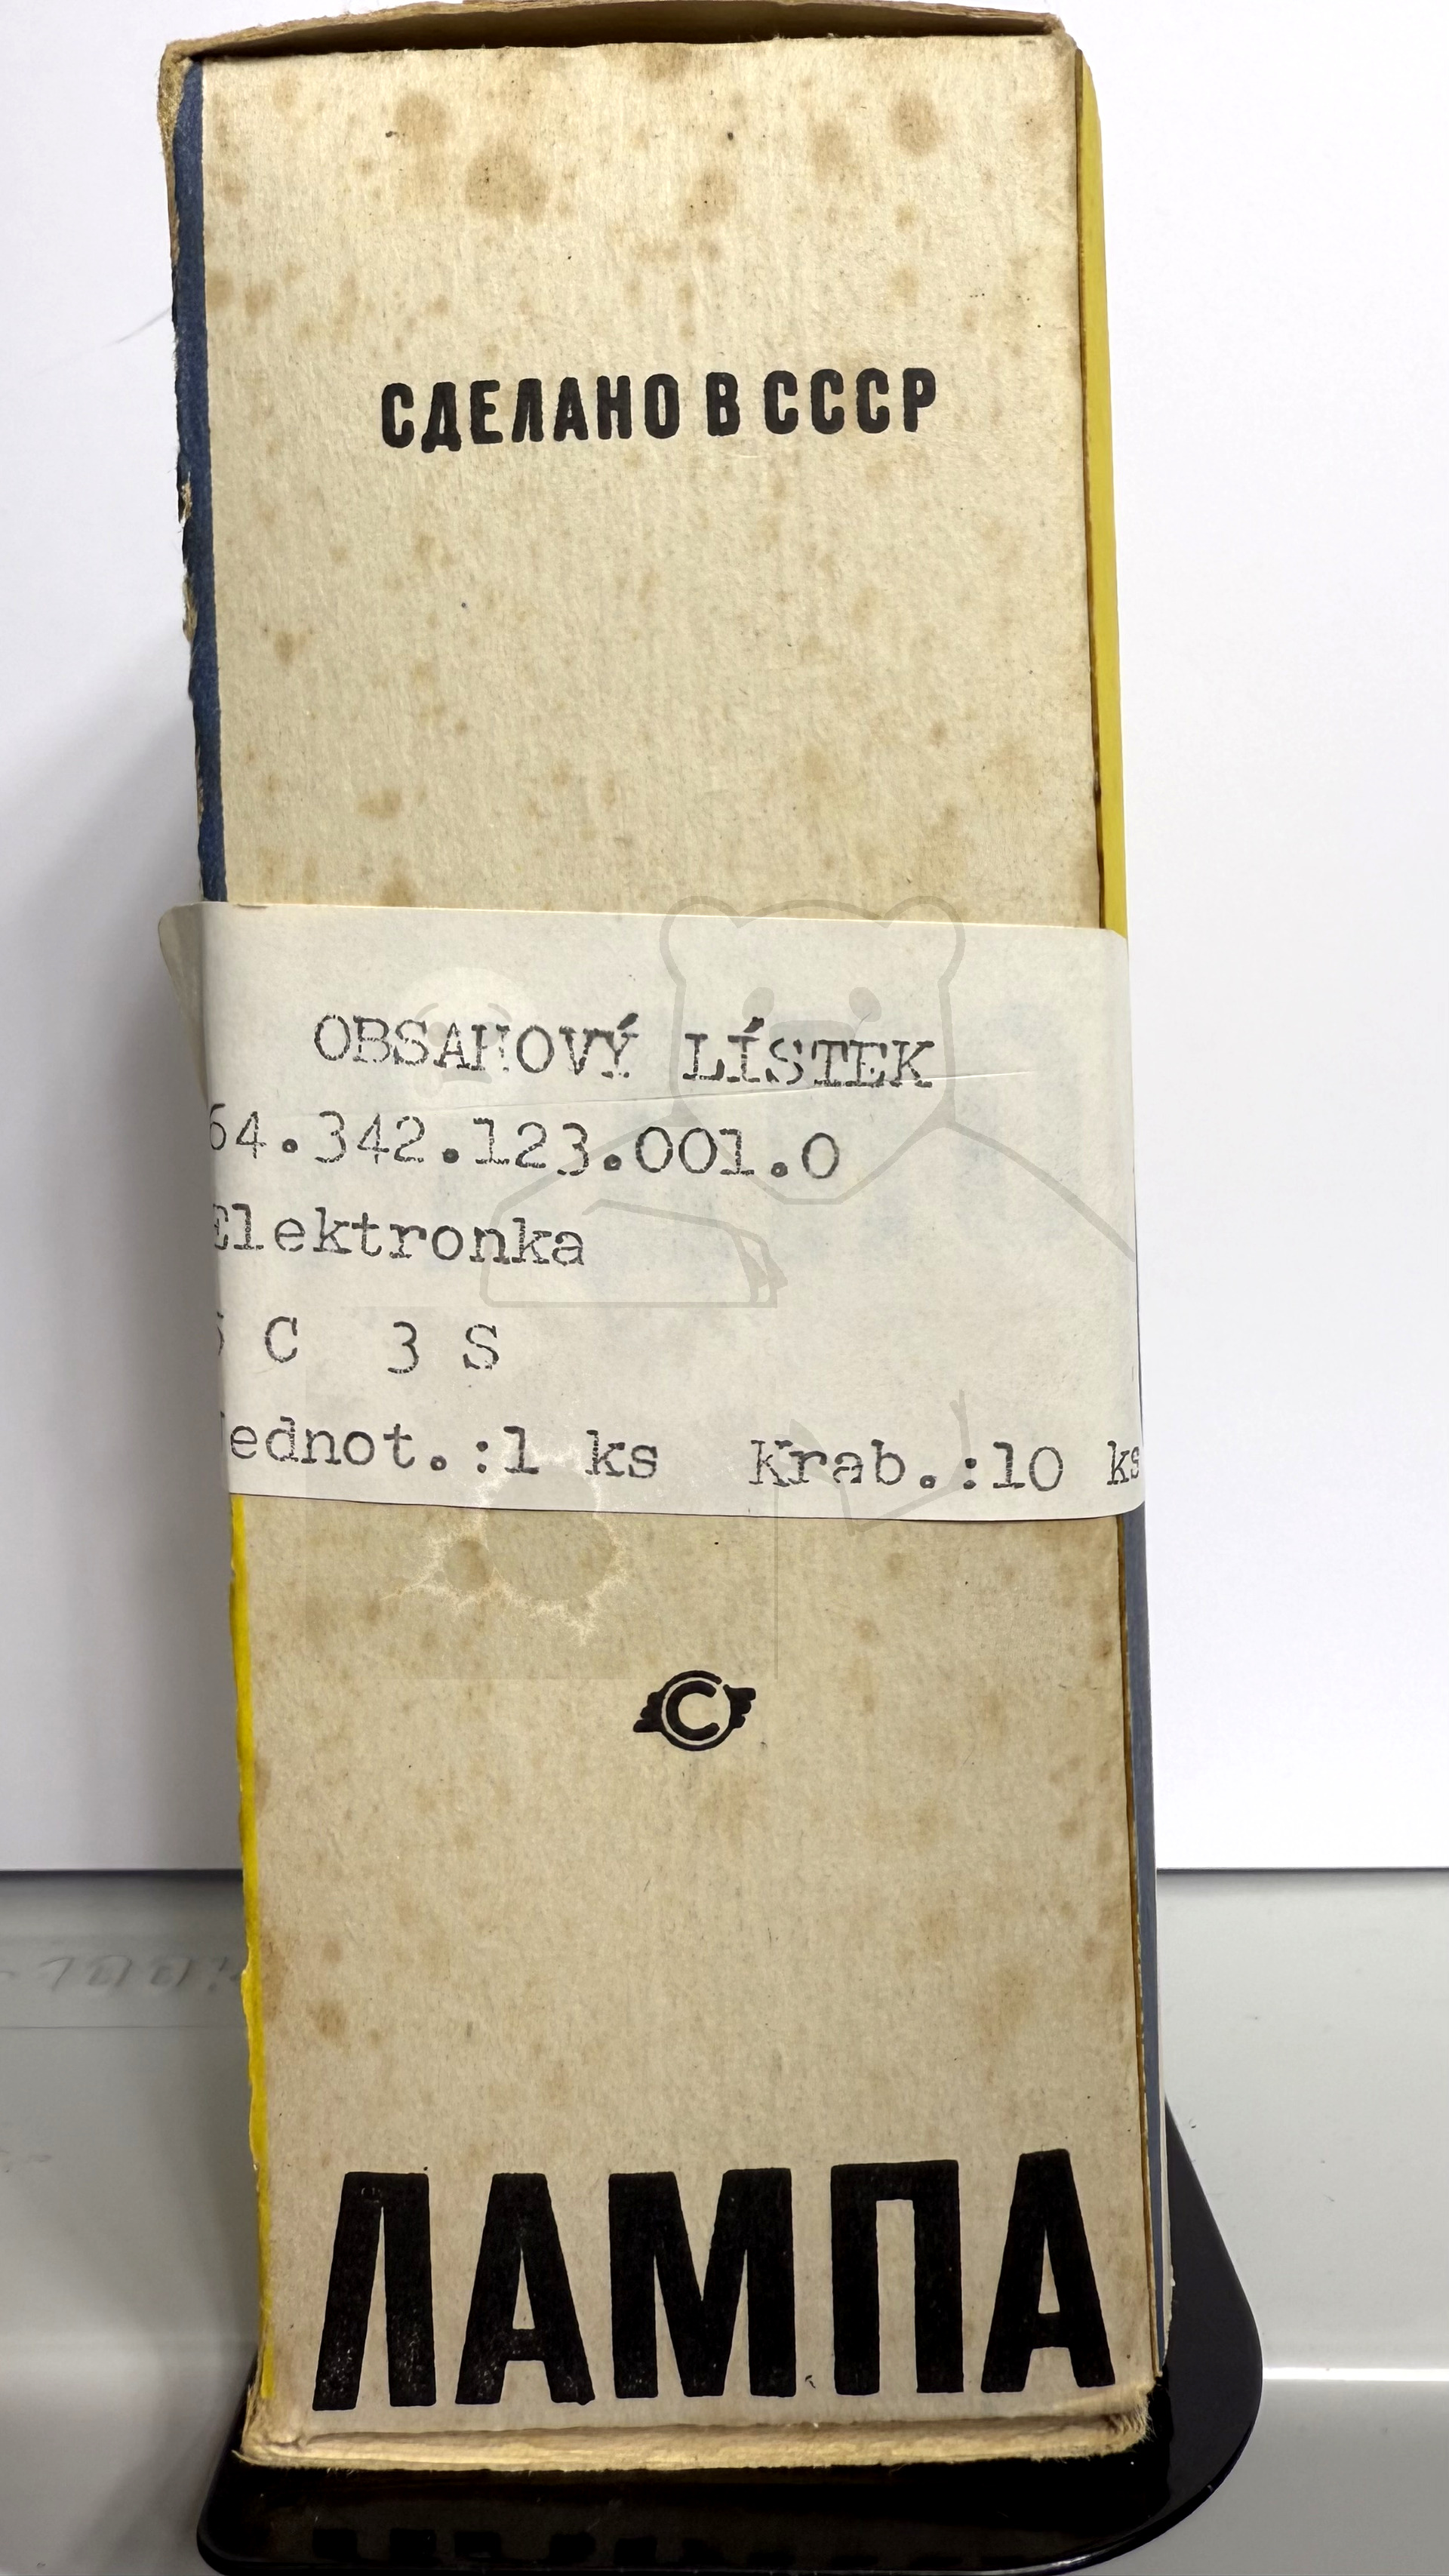 СДЕЛАНО В СССР
OBSAHOVÝ LÍSTEK
64.342.123.001.0
Elektronka
C 3 S
Jednot.:1 ks Krab.:10 ks
С
ЛАМПА